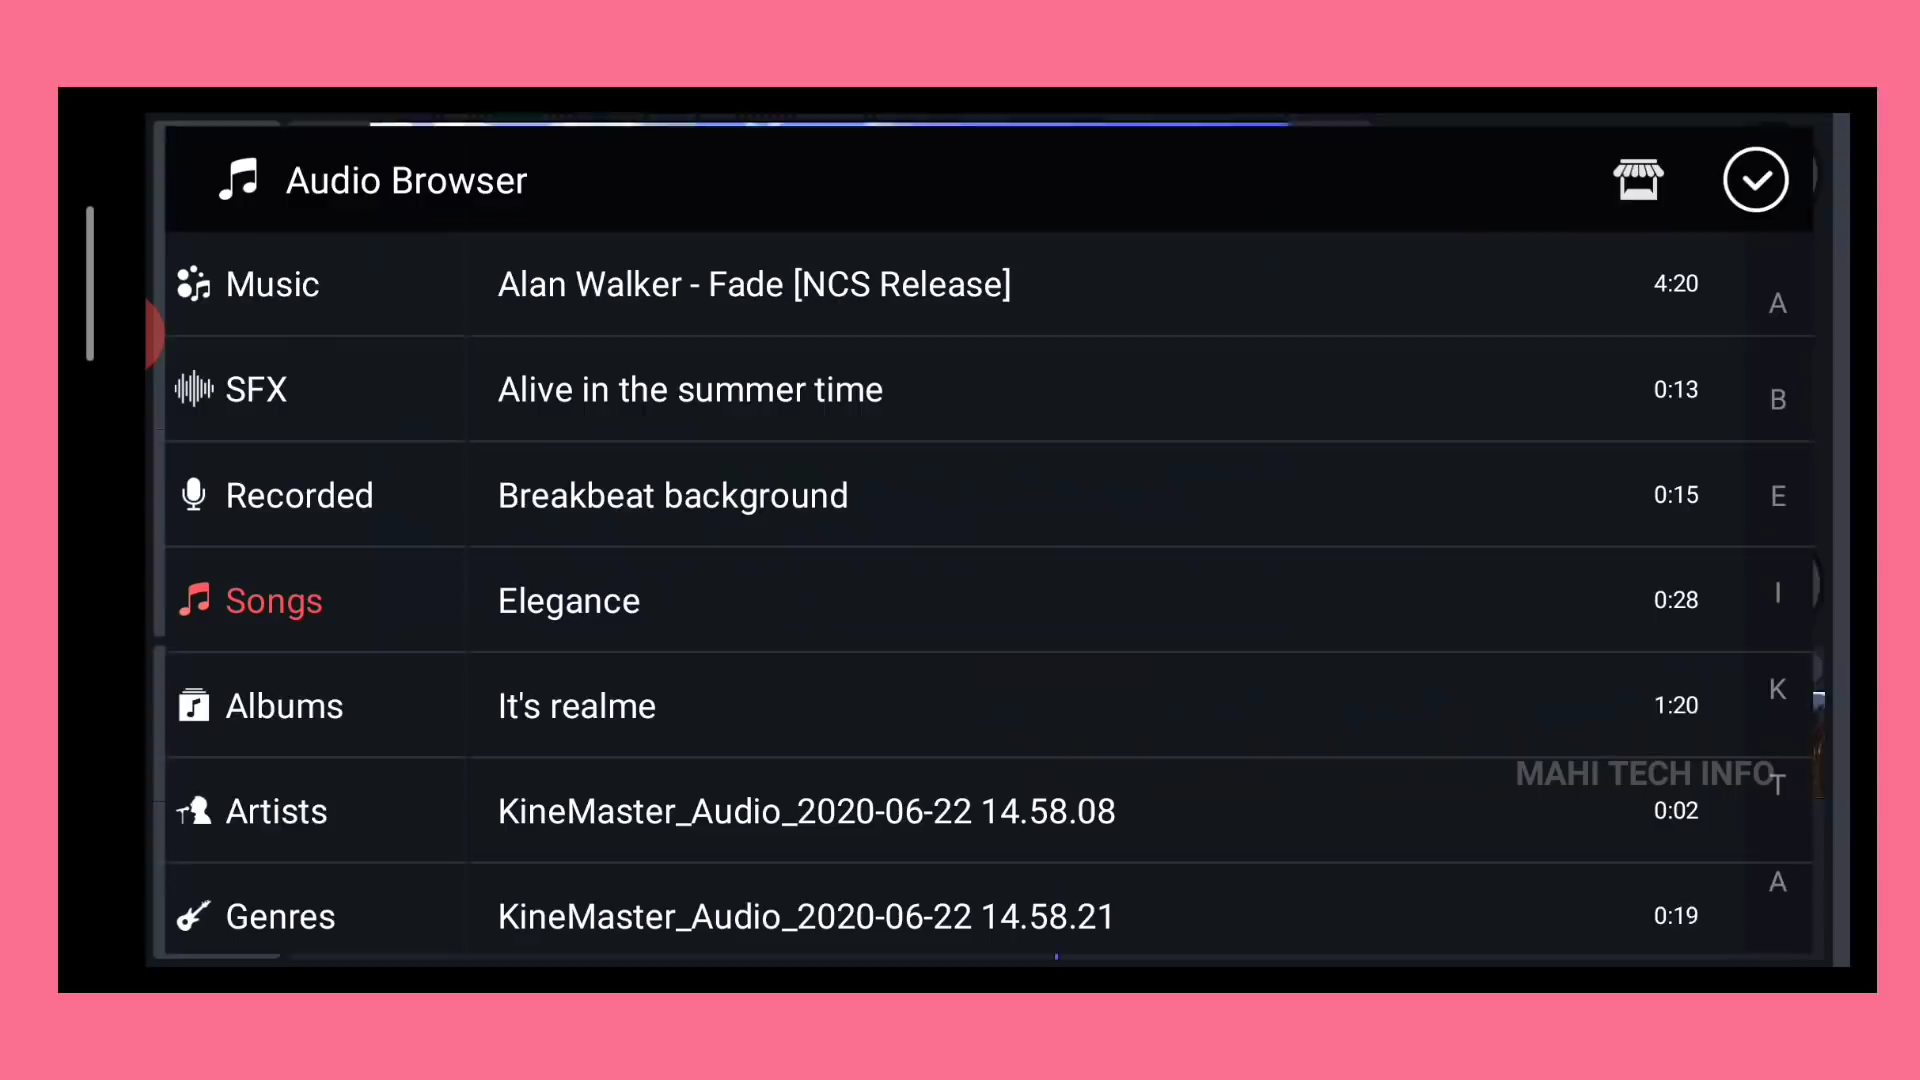 Audio Browser
Music
Alan Walker - Fade [NCS Release]
4:20
A
SFX
Alive in the summer time
0:13
B
Recorded
Breakbeat background
0:15
E
Songs
Elegance
0:28
I
Albums
It's realme
1:20
K
MAHI TECH INFO
T
Artists
KineMaster_Audio_2020-06-22 14.58.08
0:02
A
Genres
KineMaster_Audio_2020-06-22 14.58.21
0:19